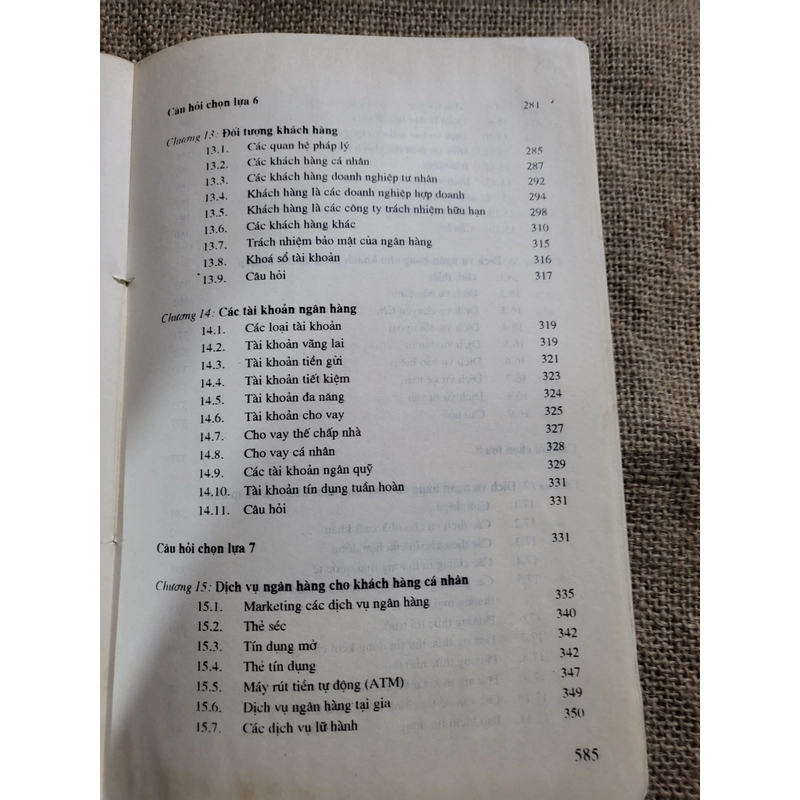 Câu hỏi chọn lựa 6 281
Chương 13: Đối tượng khách hàng
13.1. Các quan hệ pháp lý 285
13.2. Các khách hàng cá nhân 287
13.3. Các khách hàng doanh nghiệp tư nhân 292
13.4. Khách hàng là các doanh nghiệp hợp doanh 294
13.5. Khách hàng là các công ty trách nhiệm hữu hạn 298
13.6. Các khách hàng khác 310
13.7. Trách nhiệm bảo mật của ngân hàng 315
13.8. Khoá sổ tài khoản 316
13.9. Câu hỏi 317
Chương 14: Các tài khoản ngân hàng
14.1. Các loại tài khoản 319
14.2. Tài khoản vãng lai 319
14.3. Tài khoản tiền gửi 321
14.4. Tài khoản tiết kiệm 323
14.5. Tài khoản đa năng 324
14.6. Tài khoản cho vay 325
14.7. Cho vay thế chấp nhà 327
14.8. Cho vay cá nhân 328
14.9. Các tài khoản ngân quỹ 329
14.10. Tài khoản tín dụng tuần hoàn 331
14.11. Câu hỏi 331
Câu hỏi chọn lựa 7 331
Chương 15: Dịch vụ ngân hàng cho khách hàng cá nhân
15.1. Marketing các dịch vụ ngân hàng 335
15.2. Thẻ séc 340
15.3. Tín dụng mở 342
15.4. Thẻ tín dụng 342
15.5. Máy rút tiền tự động (ATM) 347
15.6. Dịch vụ ngân hàng tại gia 349
15.7. Các dịch vụ lữ hành 350
585